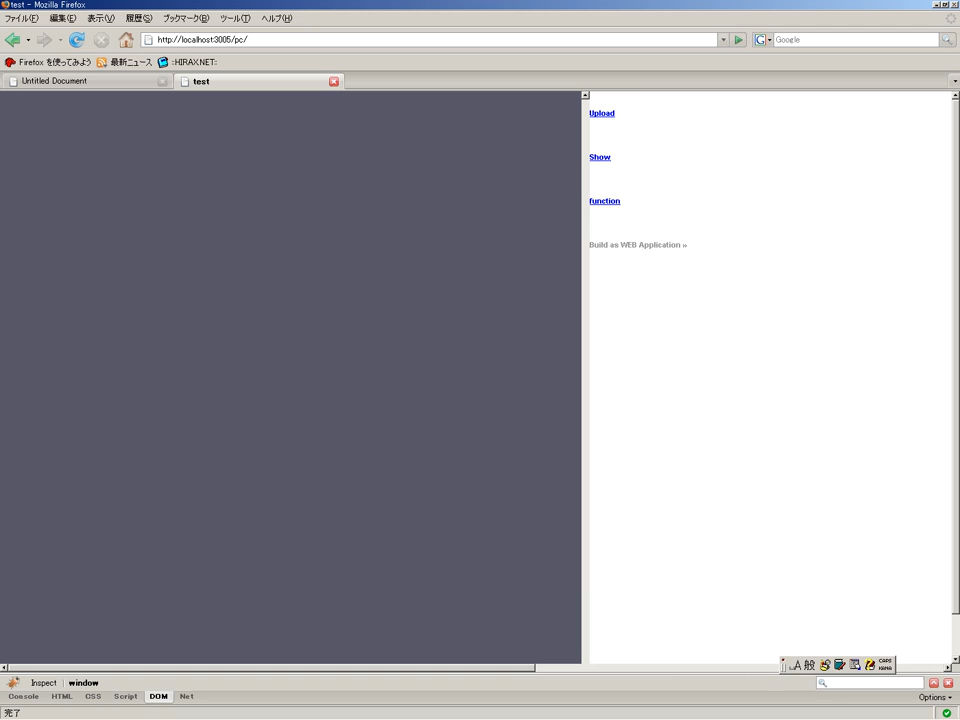 test - Mozilla Firefox
ファイル(F) 編集(E) 表示(V) 履歴(S) ブックマーク(B) ツール(T) ヘルプ(H)
http://localhost:3005/pc/
G Google
Firefox を使ってみよう 最新ニュース :HIRAX.NET:
Untitled Document test
Upload
Show
function
Build as WEB Application »
A 般 CAPS
KANA
Inspect window
Console HTML CSS Script DOM Net
Options
完了